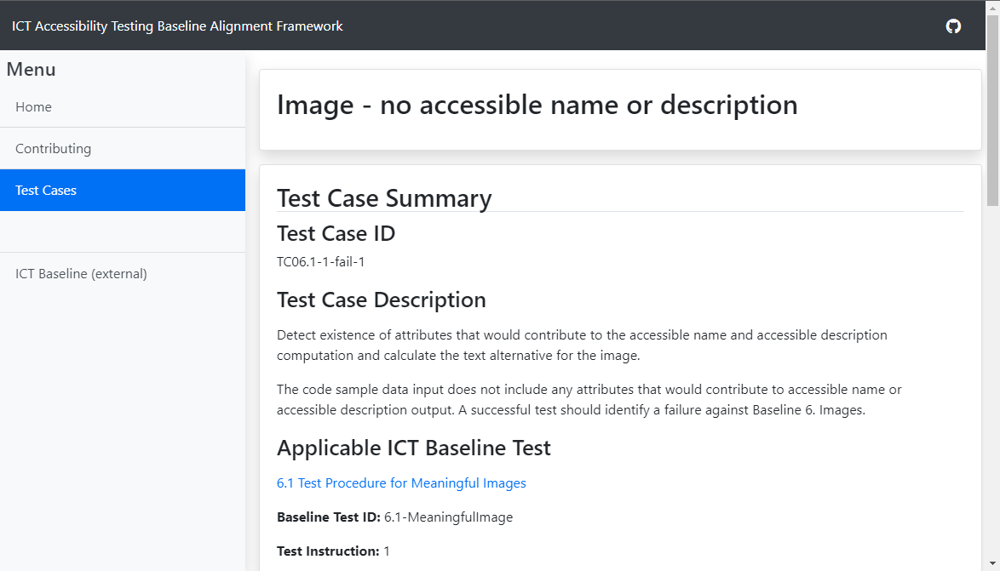 ICT Accessibility Testing Baseline Alignment Framework
Menu
Home
Contributing
Test Cases
ICT Baseline (external)
Image - no accessible name or description
Test Case Summary
Test Case ID
TC06.1-1-fail-1
Test Case Description
Detect existence of attributes that would contribute to the accessible name and accessible description
computation and calculate the text alternative for the image.
The code sample data input does not include any attributes that would contribute to accessible name or
accessible description output. A successful test should identify a failure against Baseline 6. Images.
Applicable ICT Baseline Test
6.1 Test Procedure for Meaningful Images
Baseline Test ID: 6.1-MeaningfulImage
Test Instruction: 1